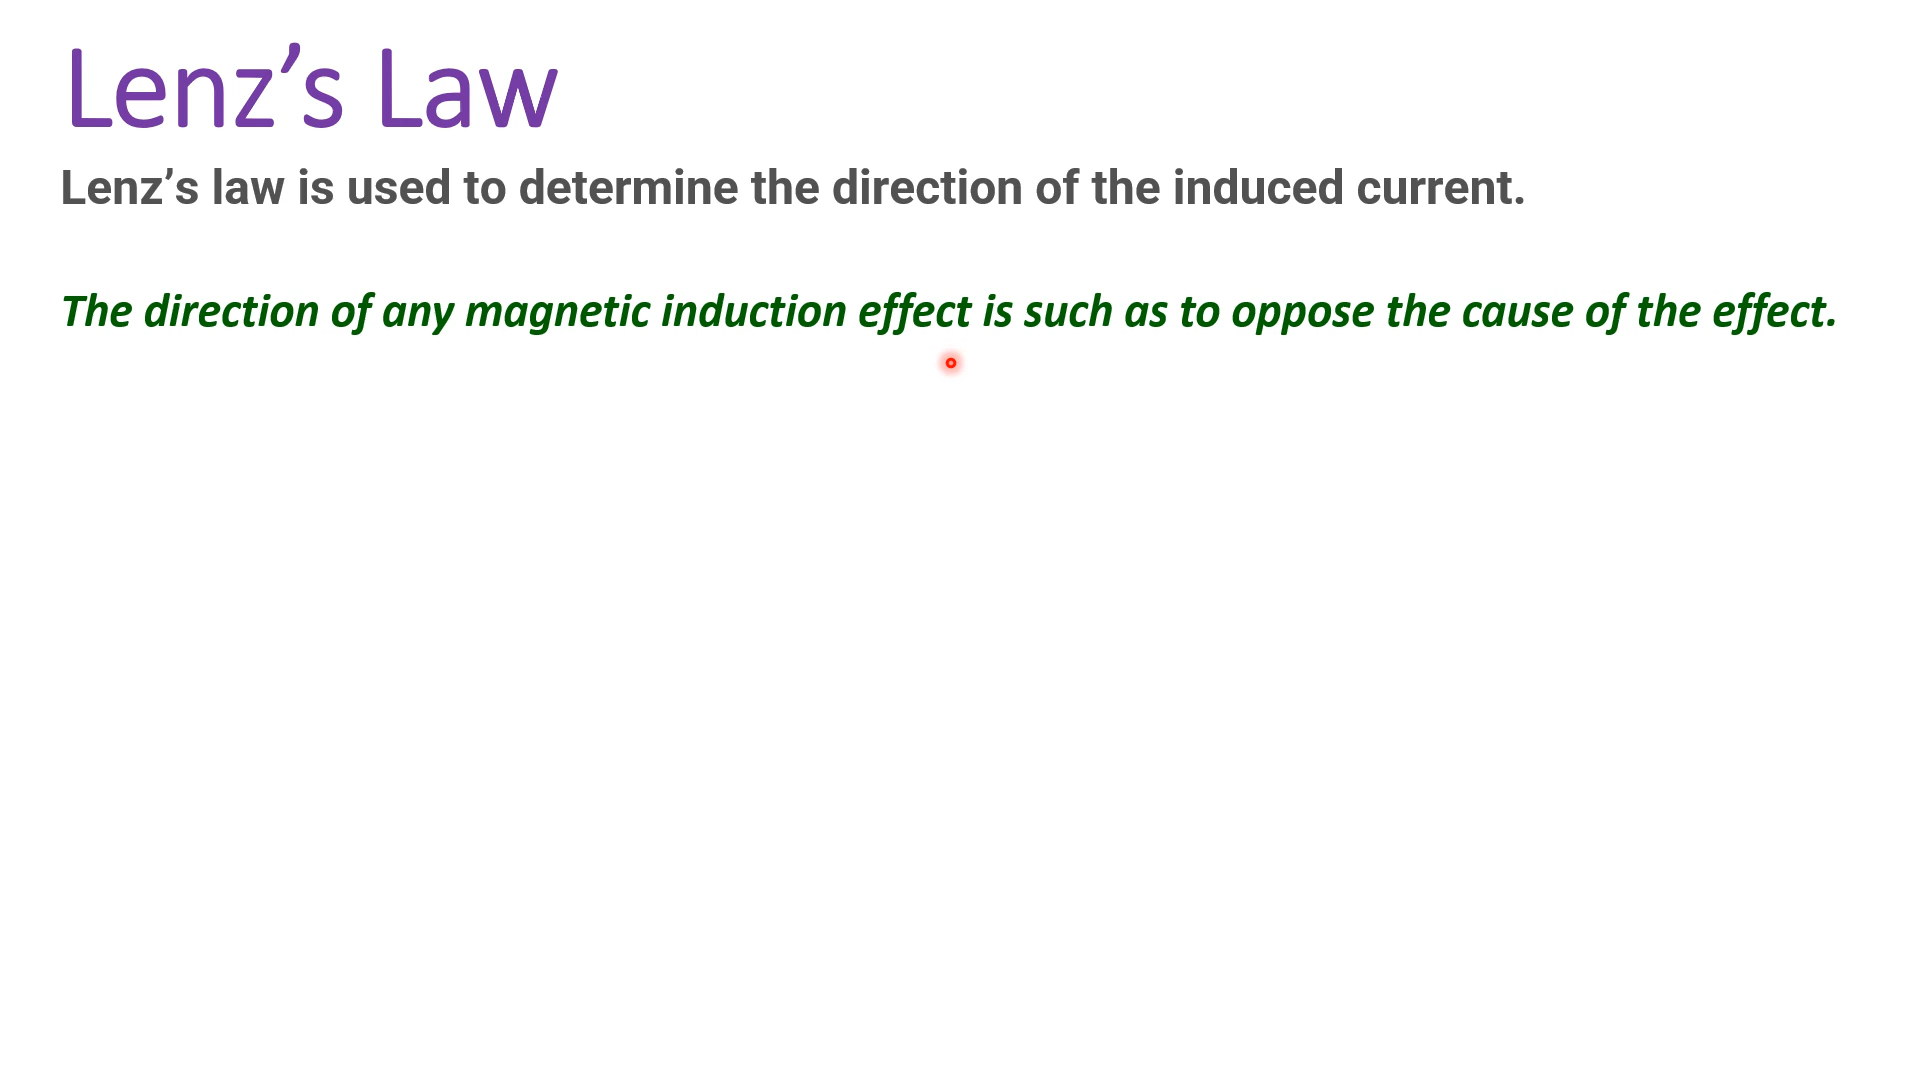 Lenz’s Law
Lenz’s law is used to determine the direction of the induced current.
The direction of any magnetic induction effect is such as to oppose the cause of the effect.